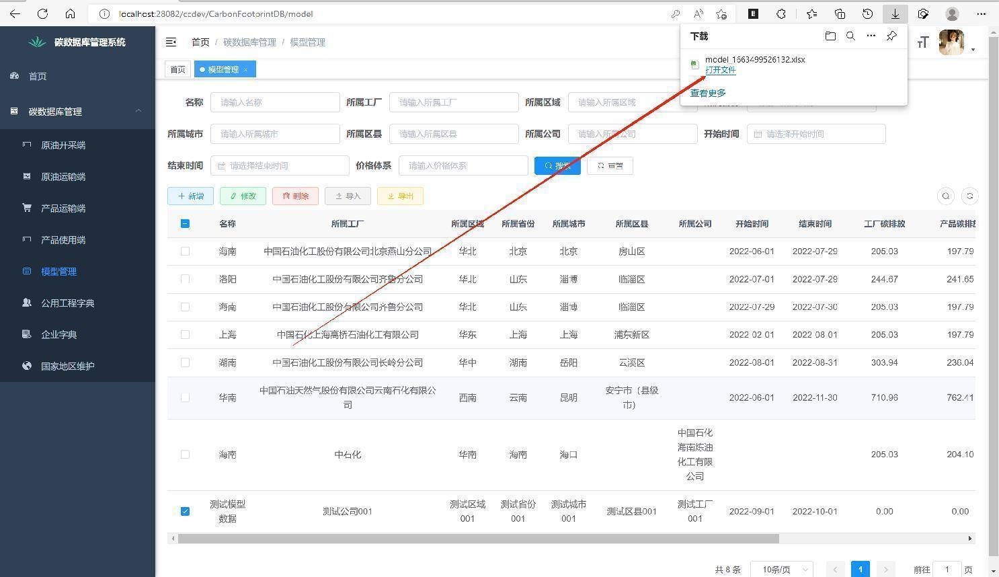 localhost:28082/ccdev/CarbonFootprintDB/model
碳数据库管理系统
首页
碳数据库管理
原油开采端
原油运输端
产品运输端
产品使用端
模型管理
公用工程字典
企业字典
国家地区维护
首页 / 碳数据库管理 / 模型管理
首页
模型管理 ×
下载
model_1663499526132.xlsx
打开文件
查看更多
名称 请输入名称 所属工厂 请输入所属工厂 所属区域 请输入所属区域
所属城市 请输入所属城市 所属区县 请输入所属区县 所属公司 请输入所属公司 开始时间 请选择开始时间
结束时间 请选择结束时间 价格体系 请输入价格体系 搜索 重置
新增 修改 删除 导入 导出
名称 所属工厂 所属区域 所属省份 所属城市 所属区县 所属公司 开始时间 结束时间 工厂碳排放 产品碳排放
海南 中国石油化工股份有限公司北京燕山分公司 华北 北京 北京 房山区 2022-06-01 2022-07-29 205.03 197.79
洛阳 中国石油化工股份有限公司齐鲁分公司 华北 山东 淄博 临淄区 2022-07-01 2022-07-29 244.67 241.65
海南 中国石油化工股份有限公司齐鲁分公司 华北 山东 淄博 临淄区 2022-07-29 2022-07-30 205.03 197.79
上海 中国石化上海高桥石油化工有限公司 华东 上海 上海 浦东新区 2022-02-01 2022-08-01 205.03 197.79
湖南 中国石油化工股份有限公司长岭分公司 华中 湖南 岳阳 云溪区 2022-08-01 2022-08-31 303.94 236.04
华南 中国石油天然气股份有限公司云南石化有限公
司 西南 云南 昆明 安宁市（县级
市） 2022-06-01 2022-11-30 710.96 762.41
海南 中石化 华南 海南 海口 中国石化
海南炼油
化工有限
公司 205.03 204.10
测试模型
数据 测试公司001 测试区域
001 测试省份
001 测试城市
001 测试区县001 测试工厂
001 2022-09-01 2022-10-01 0.00 0.00
共 8 条 10条/页 1 前往 1 页